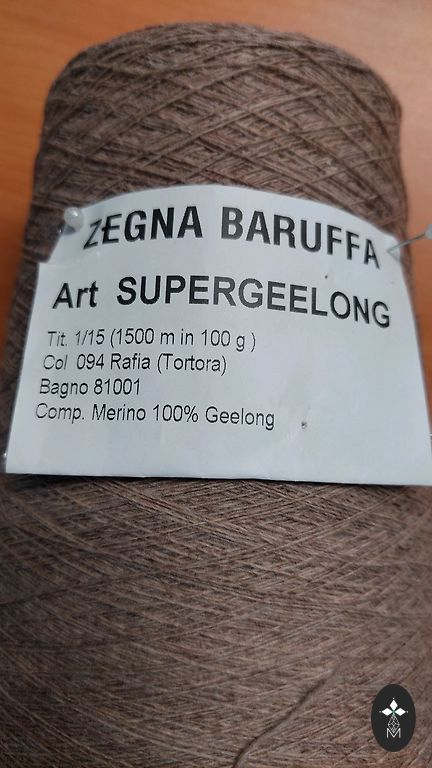 ZEGNA BARUFFA
Art SUPERGEELONG
Tit. 1/15 (1500 m in 100 g )
Col 094 Rafia (Tortora)
Bagno 81001
Comp. Merino 100% Geelong
M